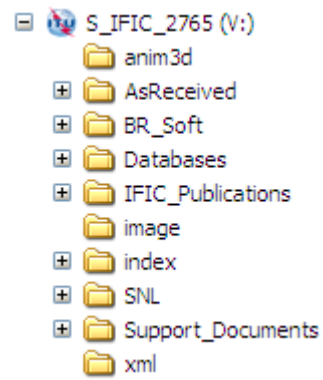 S_IFIC_2765 (V:)
anim3d
AsReceived
BR_Soft
Databases
IFIC_Publications
image
index
SNL
Support_Documents
xml